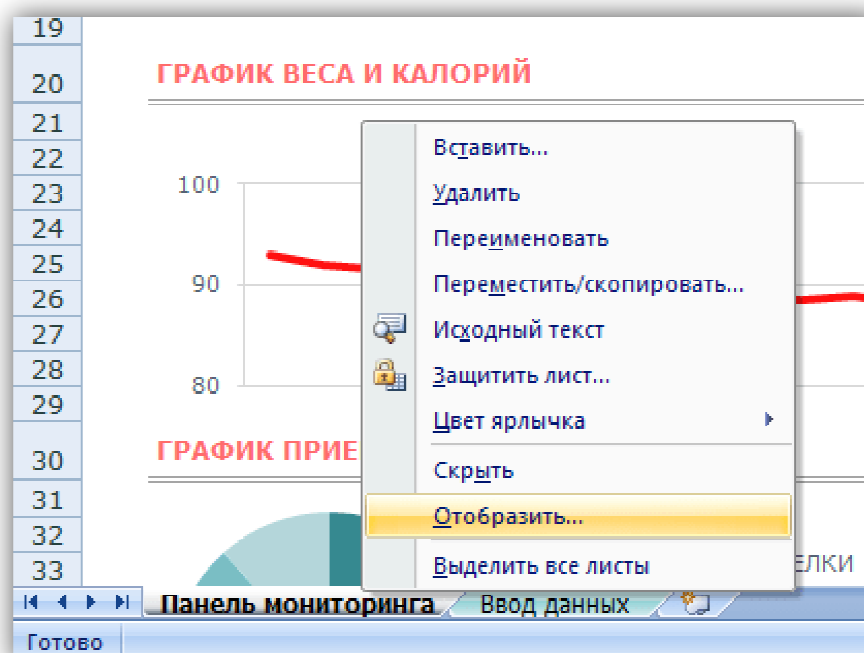 19
20
ГРАФИК ВЕСА И КАЛОРИЙ
21
22
23
24
25
26
27
28
29
30
31
32
33
100
90
80
ГРАФИК ПРИЕ
Вставить...
Удалить
Переименовать
Переместить/скопировать...
Исходный текст
Защитить лист...
Цвет ярлычка
Скрыть
Отобразить...
Выделить все листы
ЕЛКИ
Панель мониторинга
Ввод данных
Готово